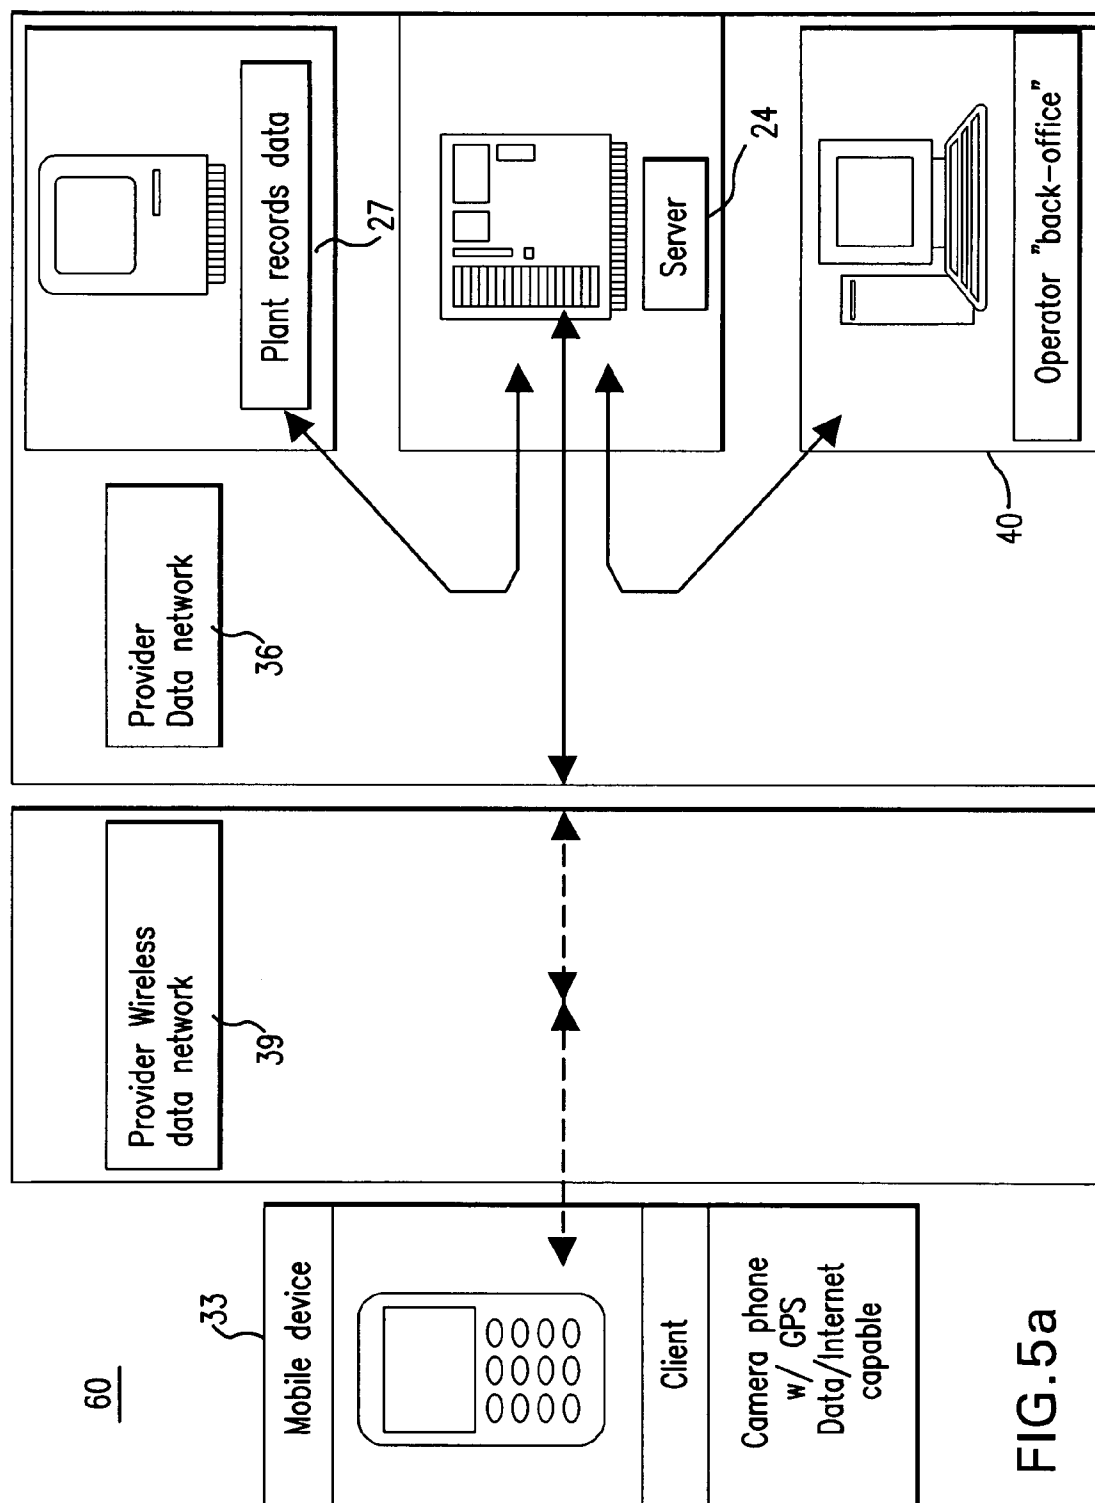 60
33
Mobile device
Client
Camera phone
w/ GPS
Data/Internet
capable
Provider Wireless
data network
39
Provider
Data network
36
Plant records data
27
Server
24
Operator "back-office"
40
FIG.5a